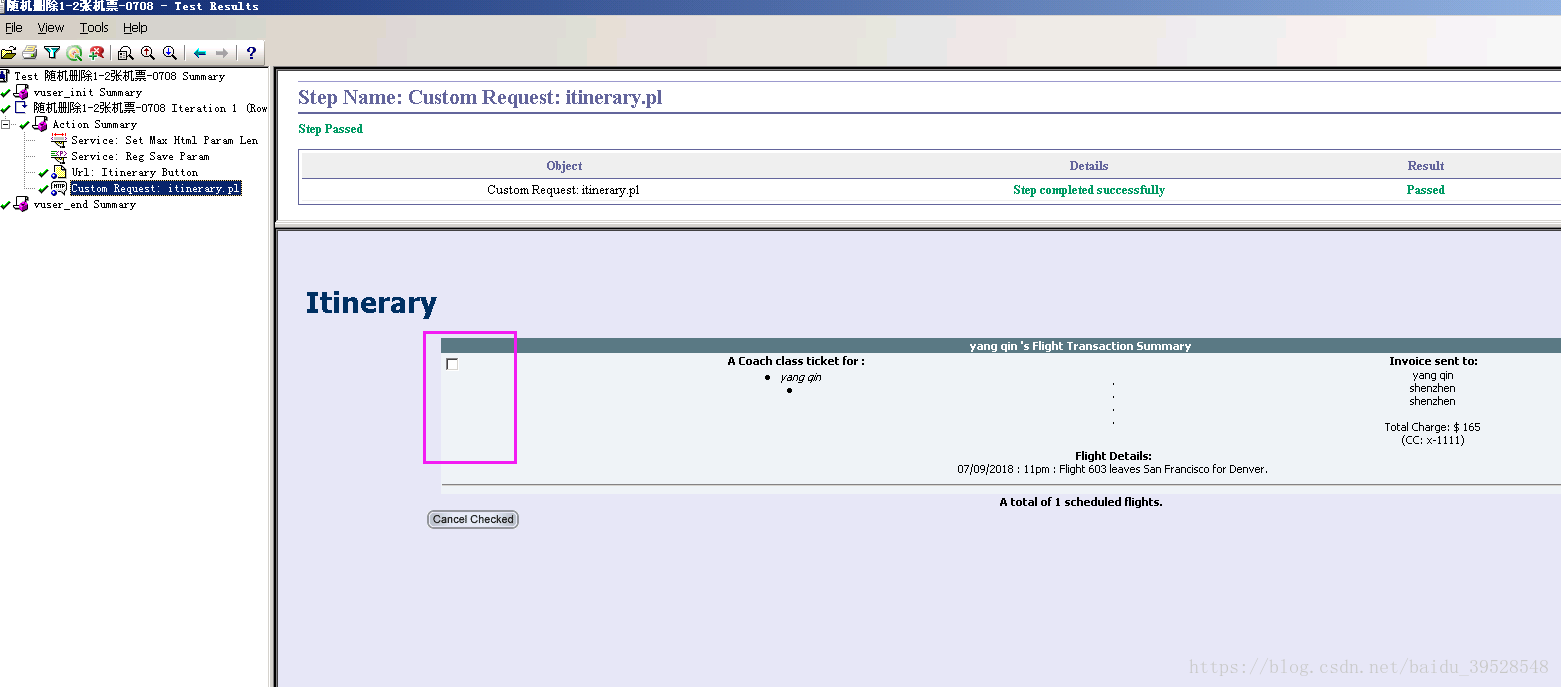 随机删除1-2张机票-0708 - Test Results
File View Tools Help
Test 随机删除1-2张机票-0708 Summary
vuser_init Summary
随机删除1-2张机票-0708 Iteration 1 (Row
Action Summary
Service: Set Max Html Param Len
Service: Reg Save Param
Url: Itinerary Button
Custom Request: itinerary.pl
vuser_end Summary
Step Name: Custom Request: itinerary.pl
Step Passed
Object Details Result
Custom Request: itinerary.pl Step completed successfully Passed
Itinerary
yang qin 's Flight Transaction Summary
A Coach class ticket for :
• yang qin
•
.
.
.
.
Invoice sent to:
yang qin
shenzhen
shenzhen
Total Charge: $ 165
(CC: x-1111)
Flight Details:
07/09/2018 : 11pm : Flight 603 leaves San Francisco for Denver.
A total of 1 scheduled flights.
Cancel Checked
https://blog.csdn.net/baidu_39528548